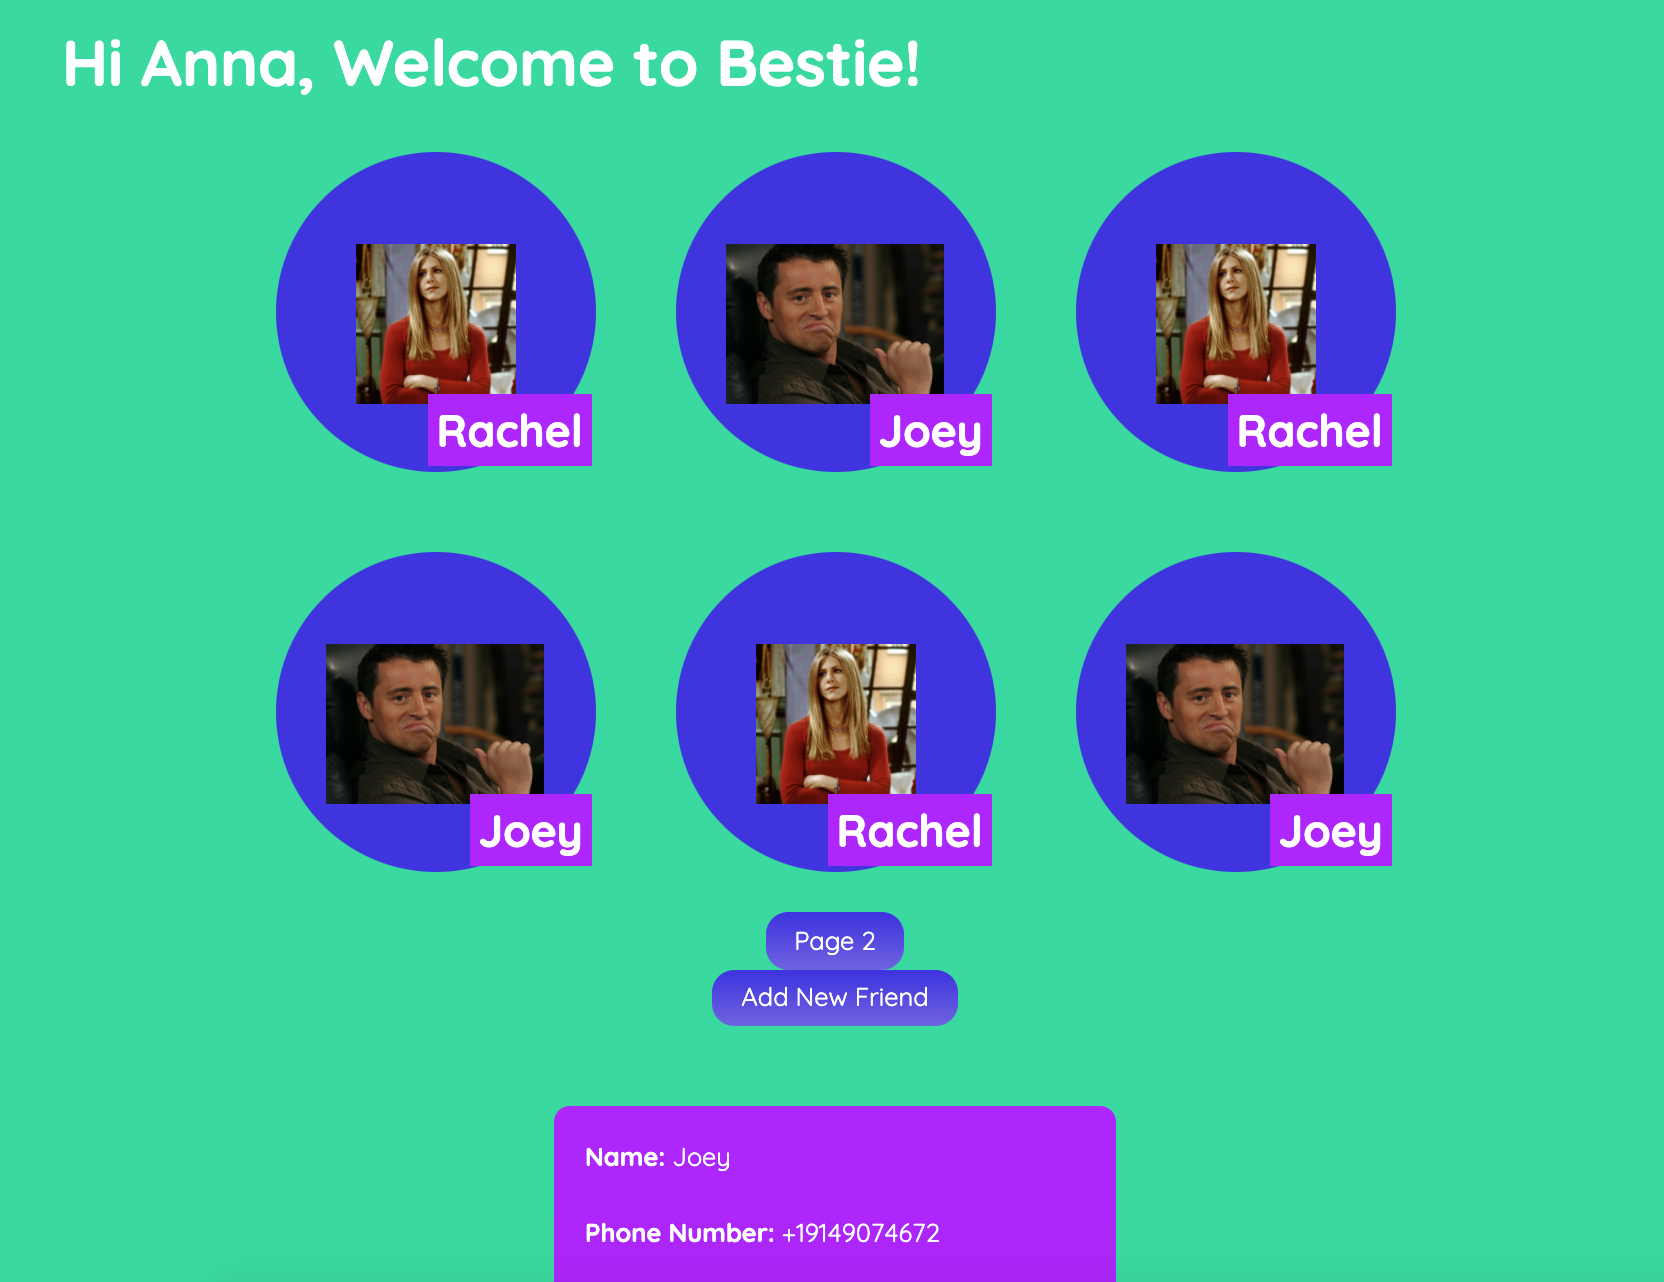 Hi Anna, Welcome to Bestie!
Rachel
Joey
Rachel
Joey
Rachel
Joey
Page 2
Add New Friend
Name: Joey
Phone Number: +19149074672